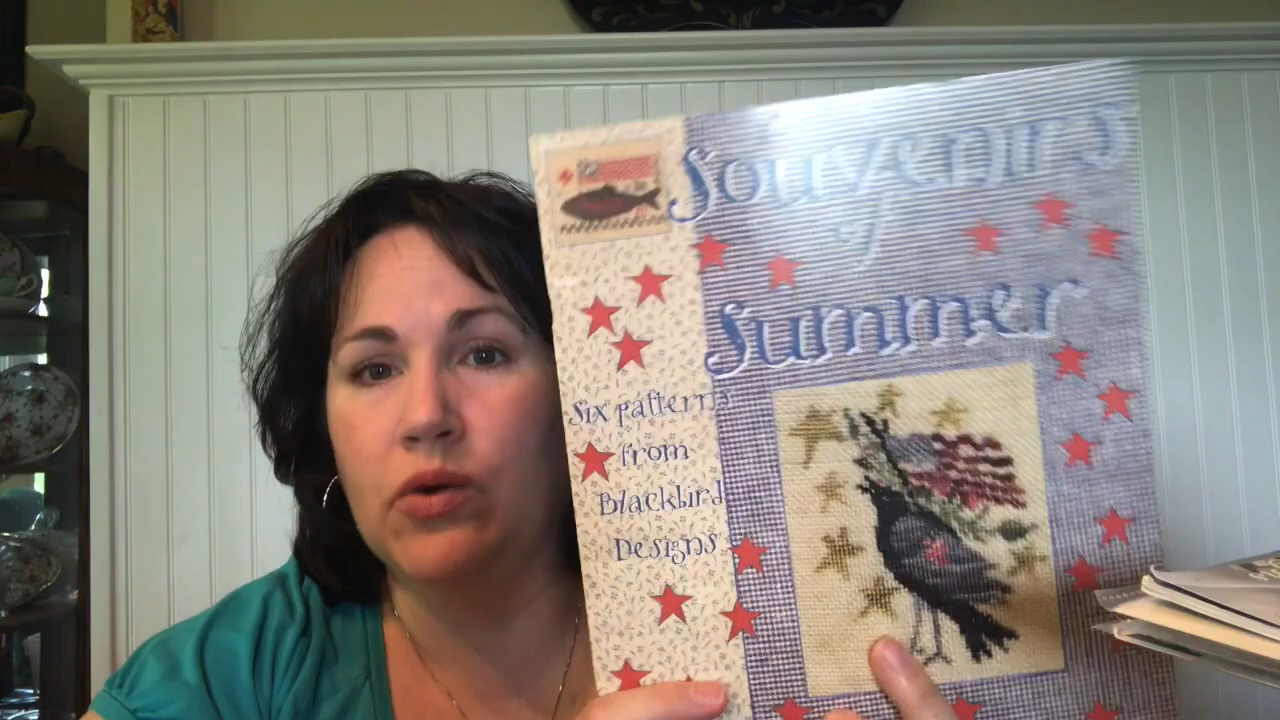 Souvenirs
of
Summer
Six patterns
from
Blackbird
Designs